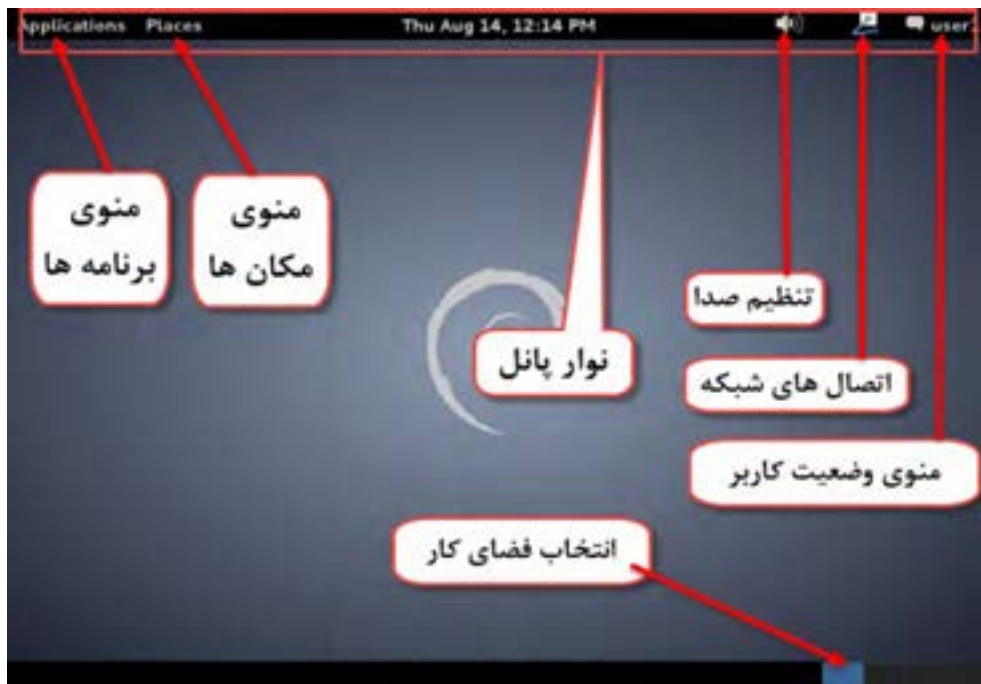 Applications Places Thu Aug 14, 12:14 PM user
منوی
برنامه ها
منوی
مکان ها
تنظیم صدا
نوار پانل
اتصال های شبکه
منوی وضعیت کاربر
انتخاب فضای کار